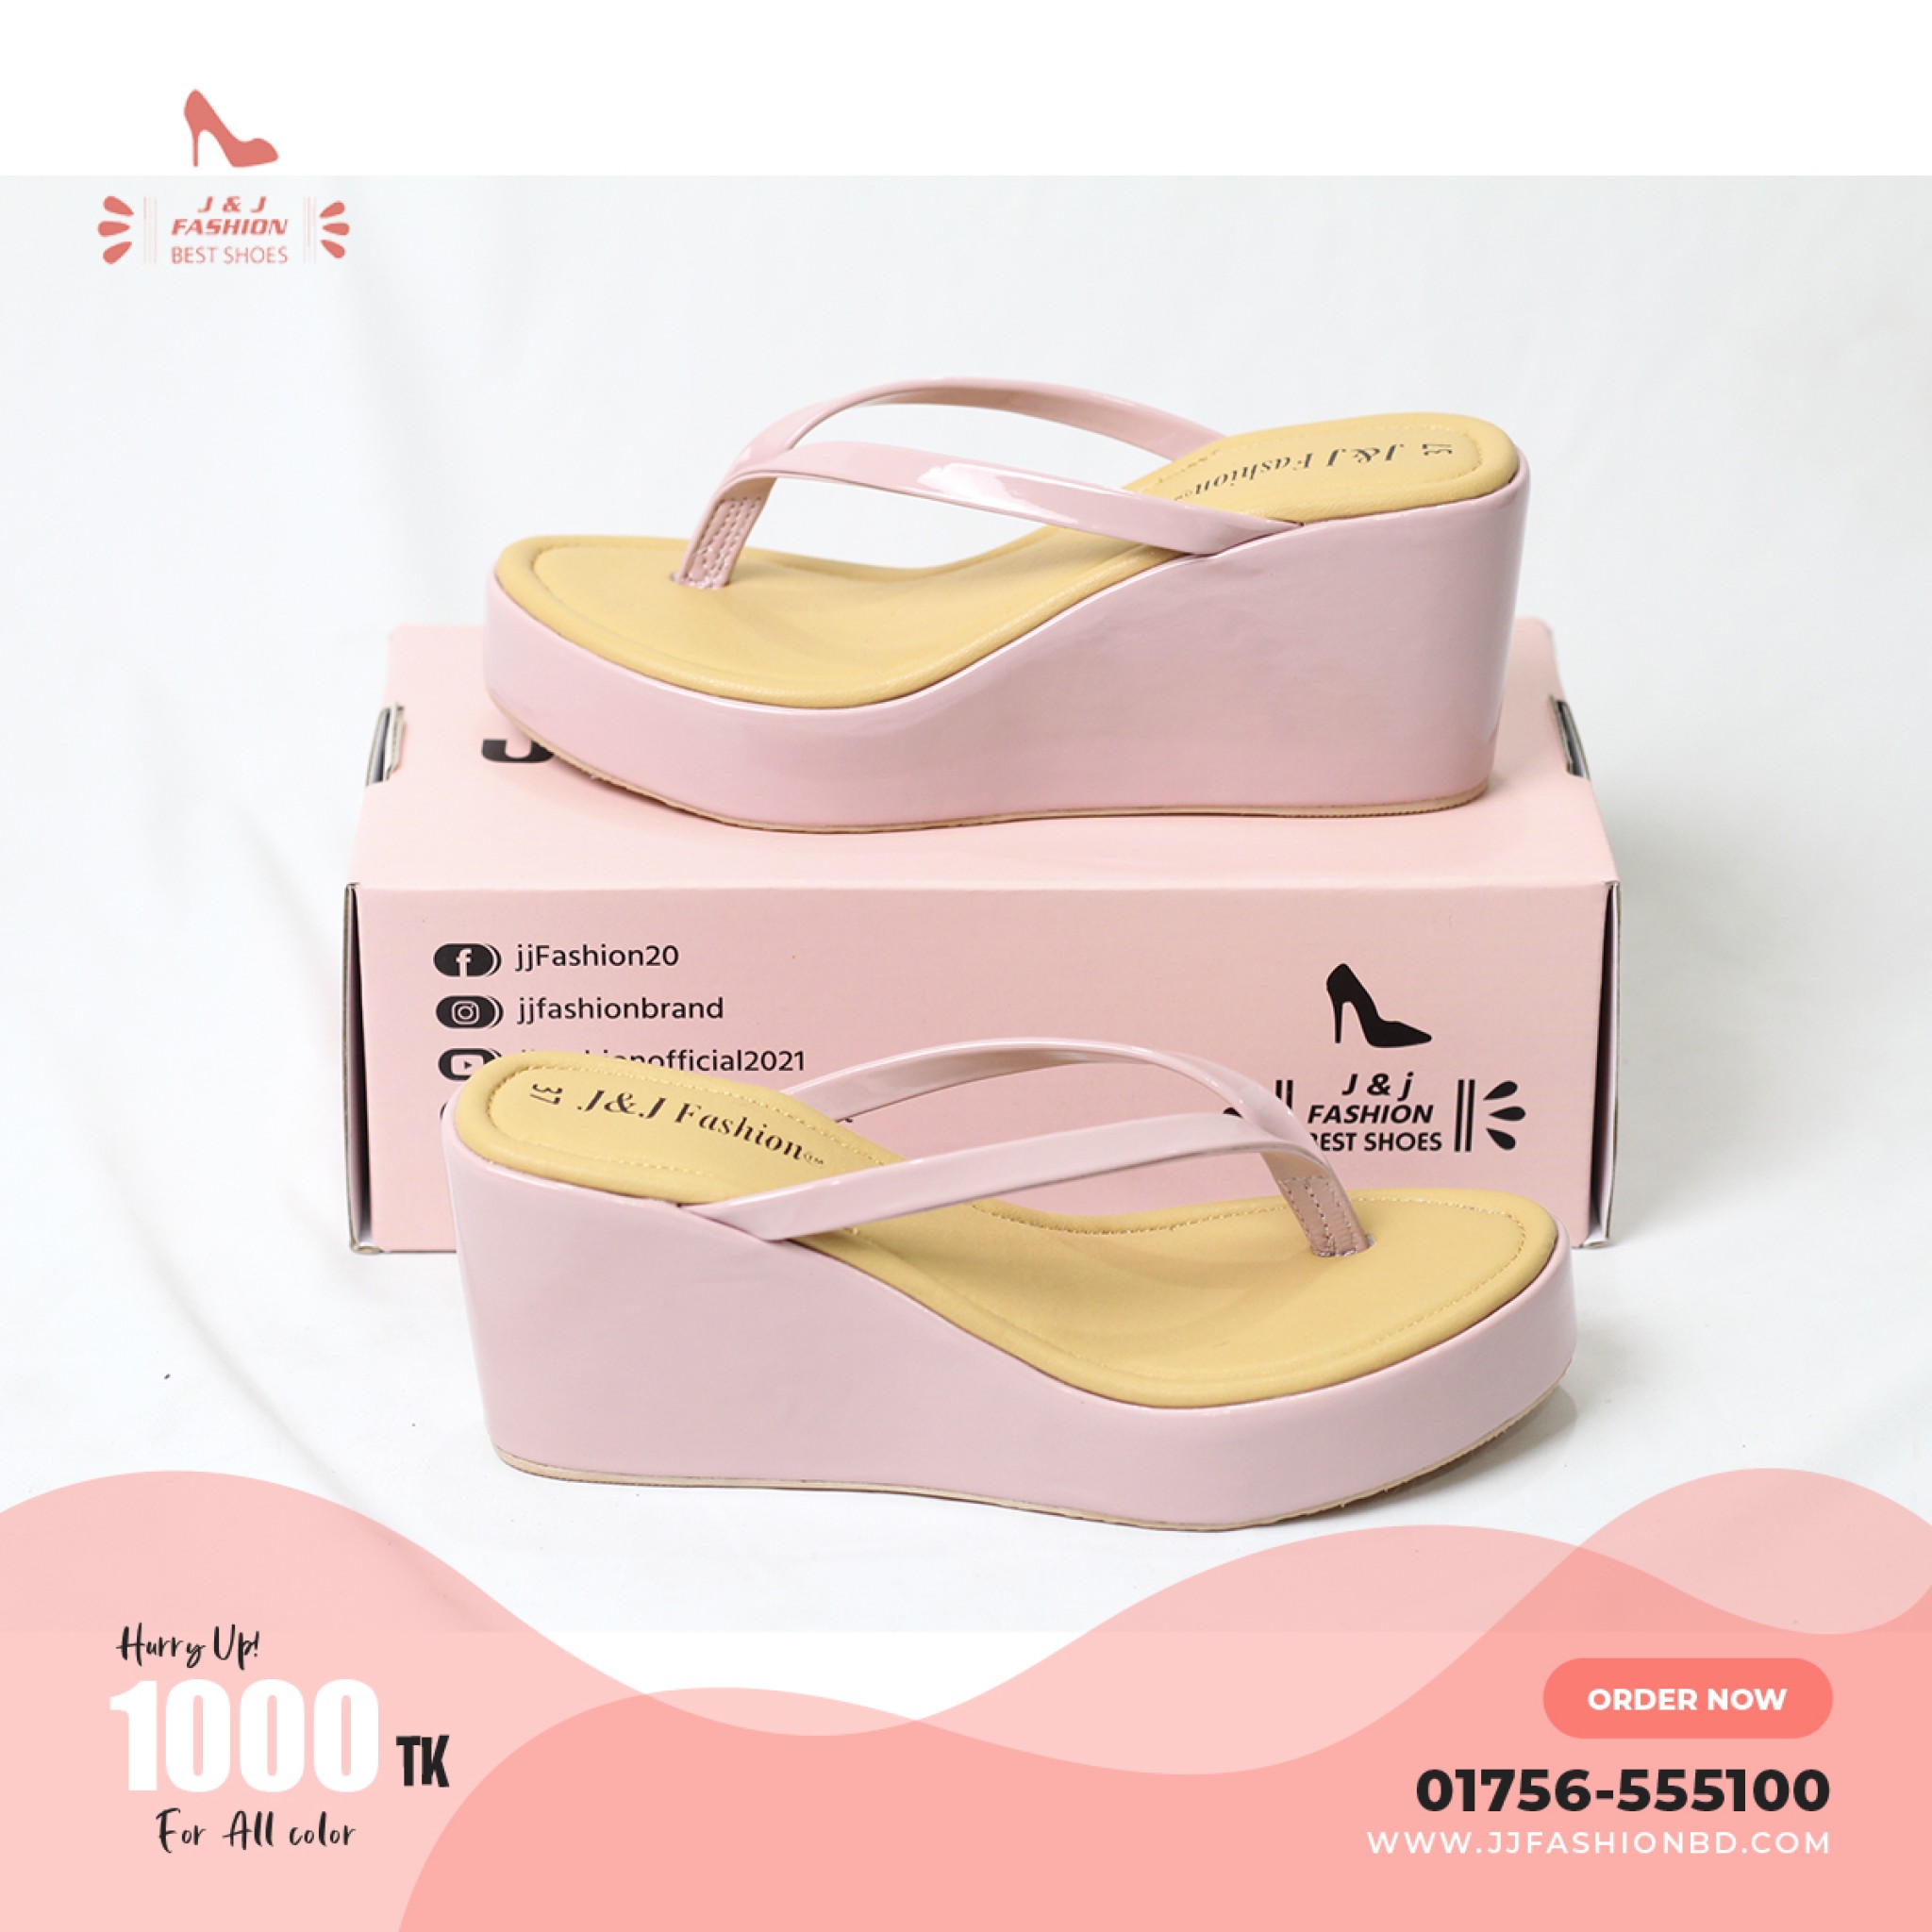 J & J
FASHION
BEST SHOES
37 J&J Fashion
J
jjFashion20
jjfashionbrand
official2021
J & j
FASHION
BEST SHOES
37 J&J Fashion
Hurry Up!
1000 TK
For All color
ORDER NOW
01756-555100
WWW.JJFASHIONBD.COM